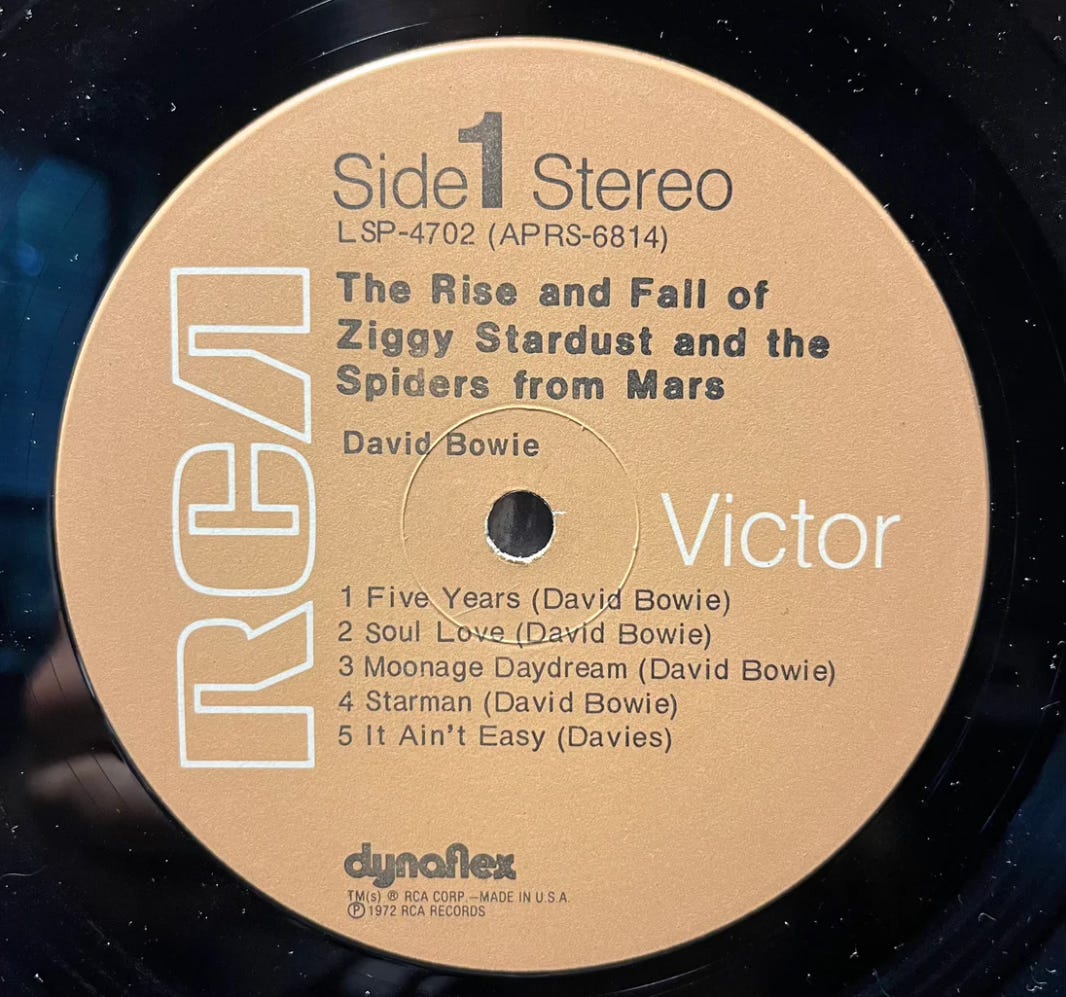 Side 1 Stereo
LSP-4702 (APRS-6814)
The Rise and Fall of
Ziggy Stardust and the
Spiders from Mars
David Bowie
RCA
Victor
1 Five Years (David Bowie)
2 Soul Love (David Bowie)
3 Moonage Daydream (David Bowie)
4 Starman (David Bowie)
5 It Ain't Easy (Davies)
dynaflex
TM(s) ® RCA CORP.—MADE IN U.S.A.
Ⓟ 1972 RCA RECORDS